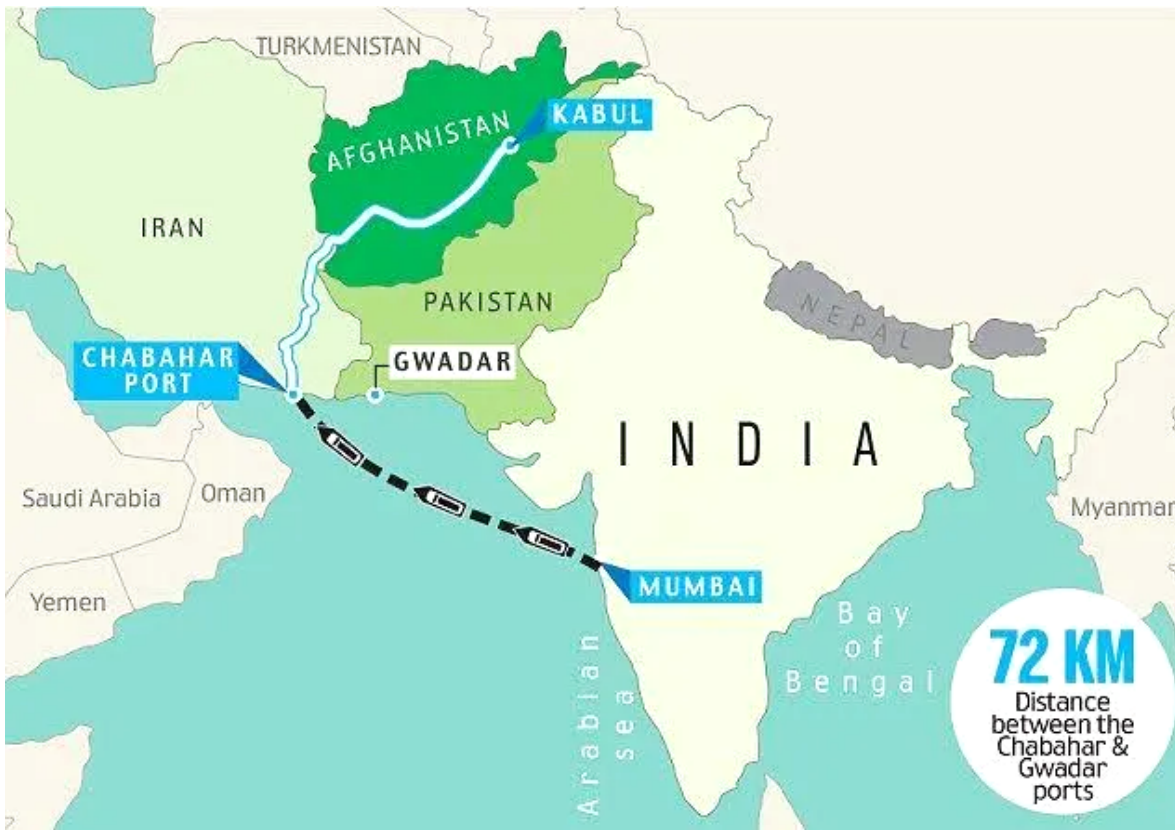 TURKMENISTAN
KABUL
AFGHANISTAN
IRAN
PAKISTAN
NEPAL
CHABAHAR
PORT
GWADAR
INDIA
Saudi Arabia
Oman
Myanmar
Yemen
MUMBAI
Bay
of
Bengal
Arabian
sea
72 KM
Distance
between the
Chabahar &
Gwadar
ports